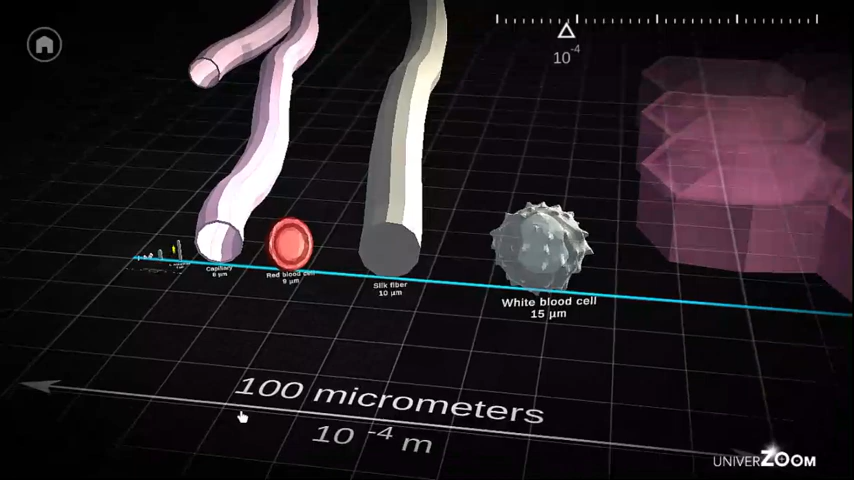 10-4
Capillary
6 μm
Red blood cell
9 μm
Silk fiber
10 μm
White blood cell
15 μm
100 micrometers
10 -4 m
UNIVERZOOM